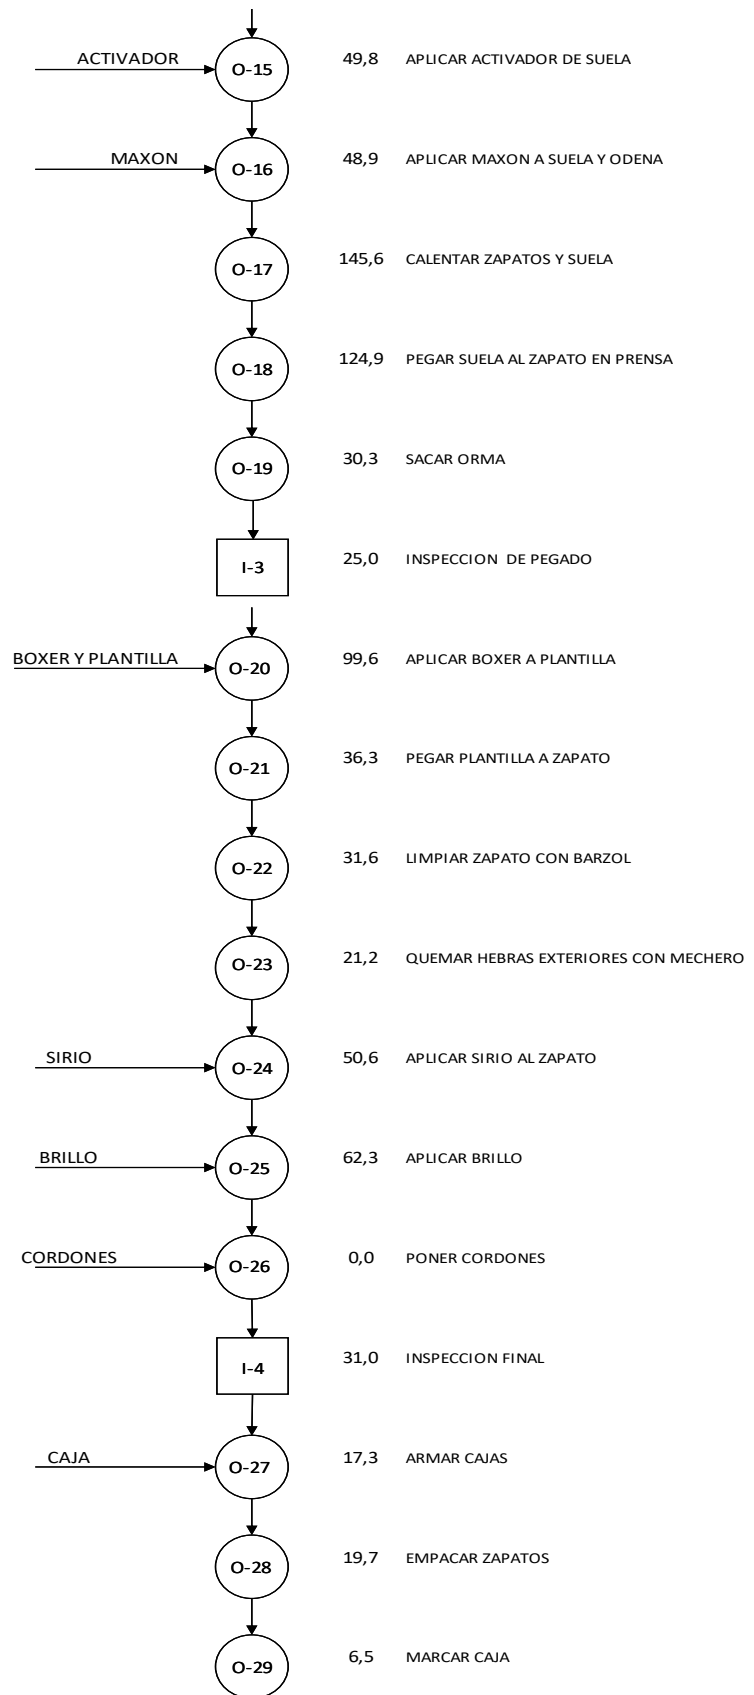 ACTIVADOR O-15 49,8 APLICAR ACTIVADOR DE SUELA
MAXON O-16 48,9 APLICAR MAXON A SUELA Y ODENA
O-17 145,6 CALENTAR ZAPATOS Y SUELA
O-18 124,9 PEGAR SUELA AL ZAPATO EN PRENSA
O-19 30,3 SACAR ORMA
I-3 25,0 INSPECCION DE PEGADO
BOXER Y PLANTILLA O-20 99,6 APLICAR BOXER A PLANTILLA
O-21 36,3 PEGAR PLANTILLA A ZAPATO
O-22 31,6 LIMPIAR ZAPATO CON BARZOL
O-23 21,2 QUEMAR HEBRAS EXTERIORES CON MECHERO
SIRIO O-24 50,6 APLICAR SIRIO AL ZAPATO
BRILLO O-25 62,3 APLICAR BRILLO
CORDONES O-26 0,0 PONER CORDONES
I-4 31,0 INSPECCION FINAL
CAJA O-27 17,3 ARMAR CAJAS
O-28 19,7 EMPACAR ZAPATOS
O-29 6,5 MARCAR CAJA